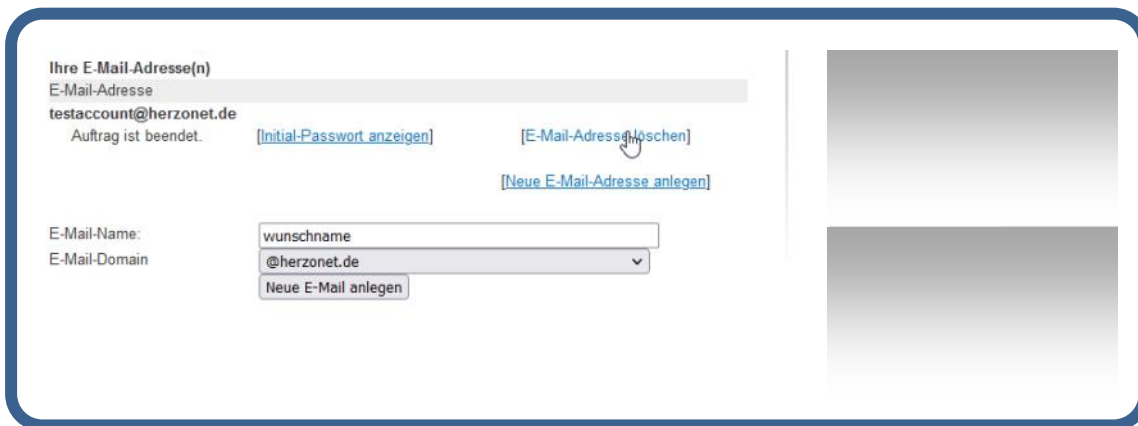 Ihre E-Mail-Adresse(n)
E-Mail-Adresse
testaccount@herzonet.de
Auftrag ist beendet. [Initial-Passwort anzeigen] [E-Mail-Adresse löschen]
[Neue E-Mail-Adresse anlegen]
E-Mail-Name: wunschname
E-Mail-Domain @herzonet.de
Neue E-Mail anlegen